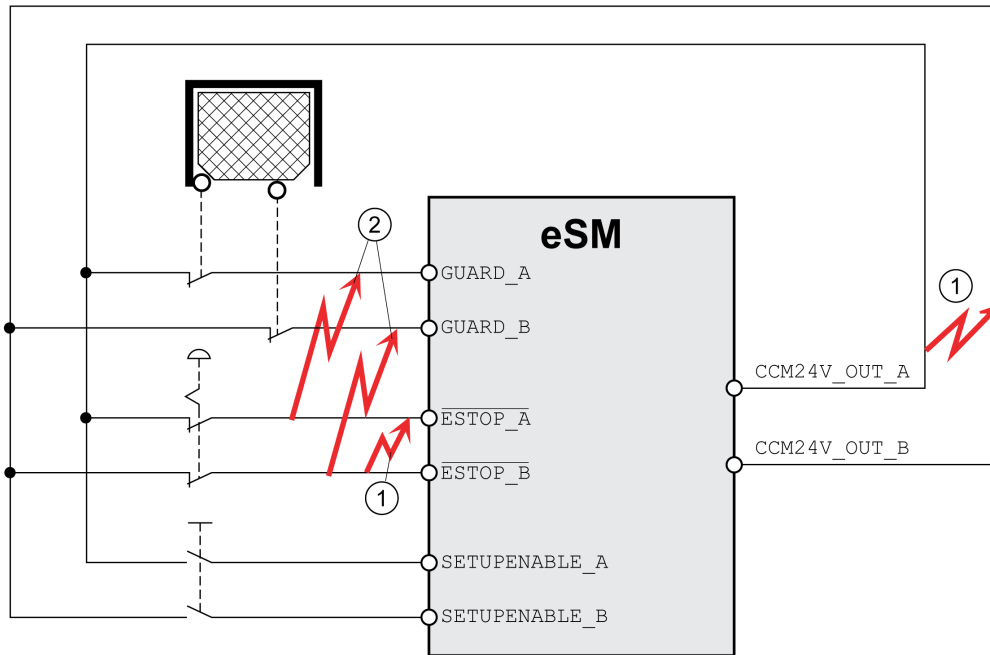 eSM
2
GUARD_A
1
GUARD_B
CCM24V_OUT_A
ESTOP_A
CCM24V_OUT_B
ESTOP_B
1
SETUPENABLE_A
SETUPENABLE_B